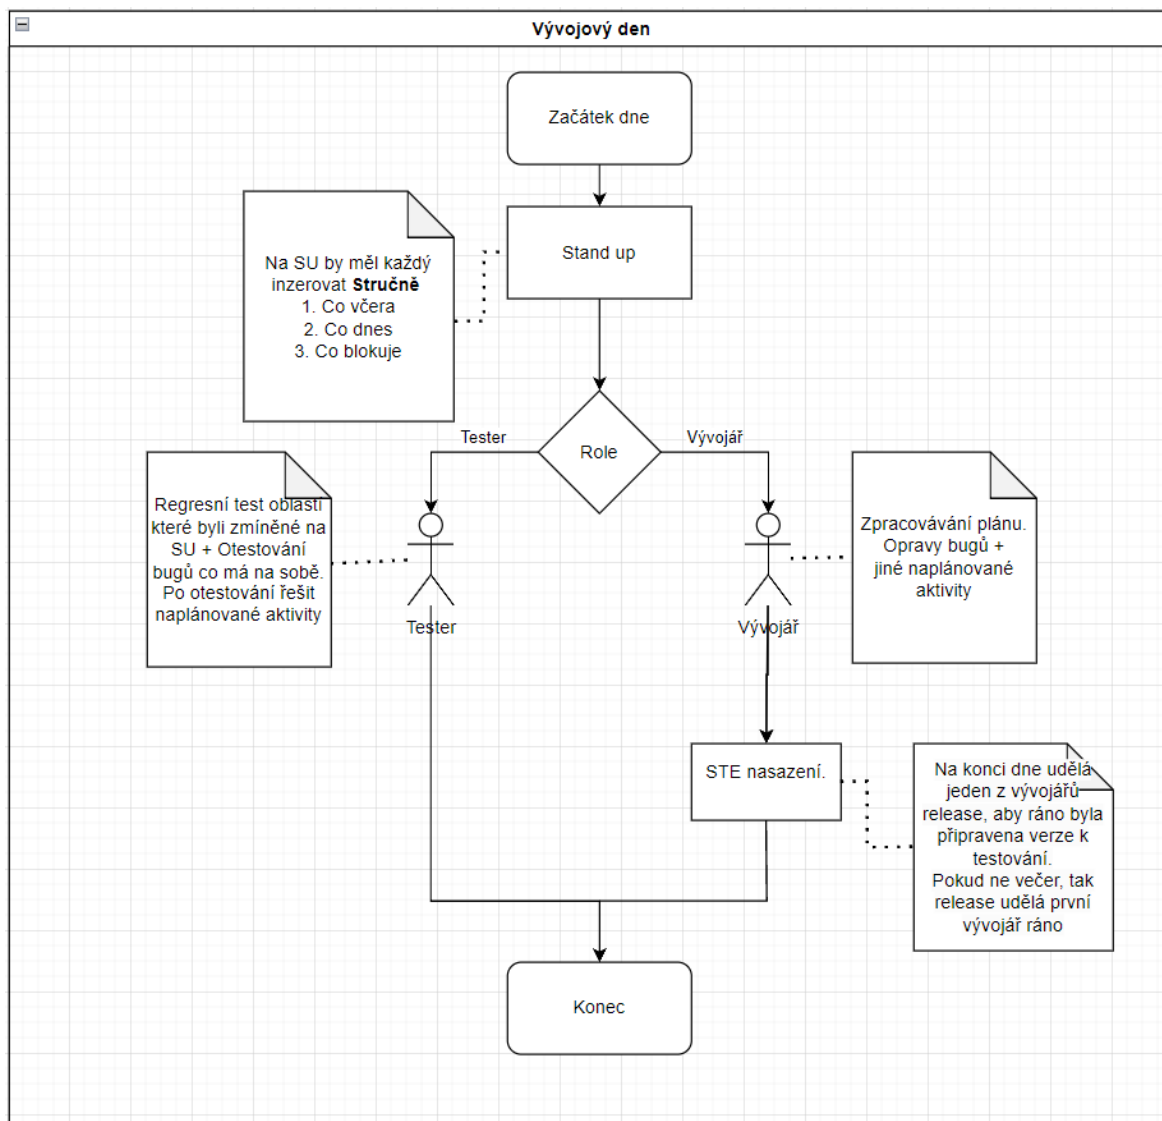 Vývojový den
Začátek dne
Stand up
Na SU by měl každý
inzerovat Stručně
1. Co včera
2. Co dnes
3. Co blokuje
Role
Tester
Vývojář
Regresní test oblastí
které byli zmíněné na
SU + Otestování
bugů co má na sobě.
Po otestování řešit
naplánované aktivity
Tester
Vývojář
Zpracovávání plánu.
Opravy bugů +
jiné naplánované
aktivity
STE nasazení.
Na konci dne udělá
jeden z vývojářů
release, aby ráno byla
připravena verze k
testování.
Pokud ne večer, tak
release udělá první
vývojář ráno
Konec